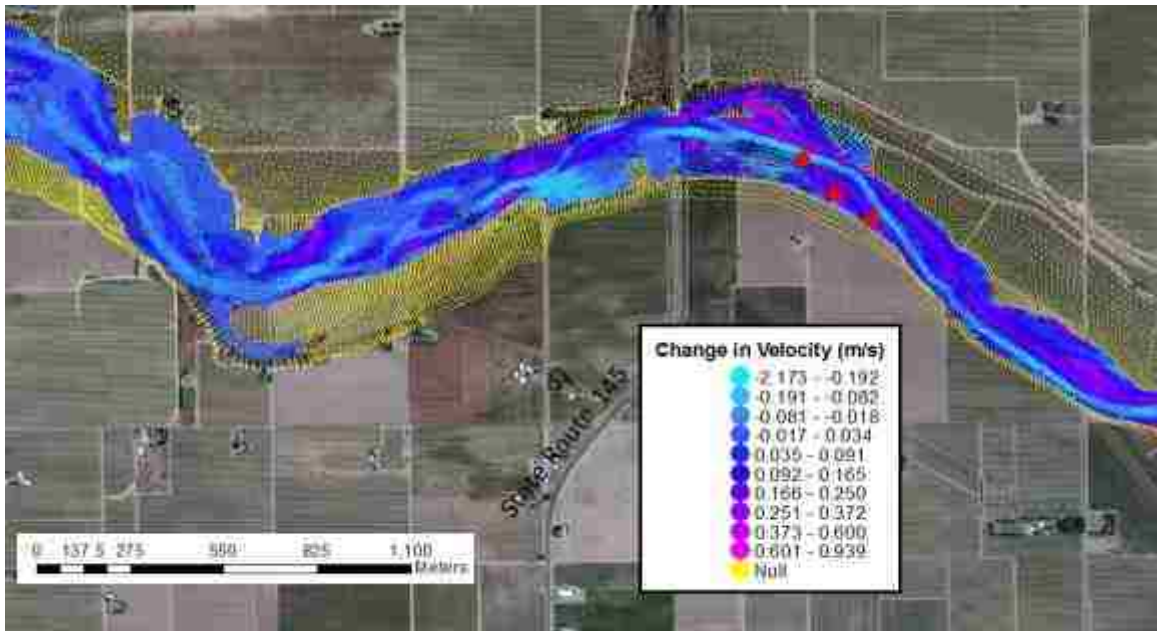 Change in Velocity (m/s)
-2.173 - -0.192
-0.191 - -0.082
-0.081 - -0.018
-0.017 - 0.034
0.035 - 0.091
0.092 - 0.165
0.166 - 0.250
0.251 - 0.372
0.373 - 0.600
0.601 - 0.939
Null
State Route 145
0 137.5 275 550 825 1,100
Meters